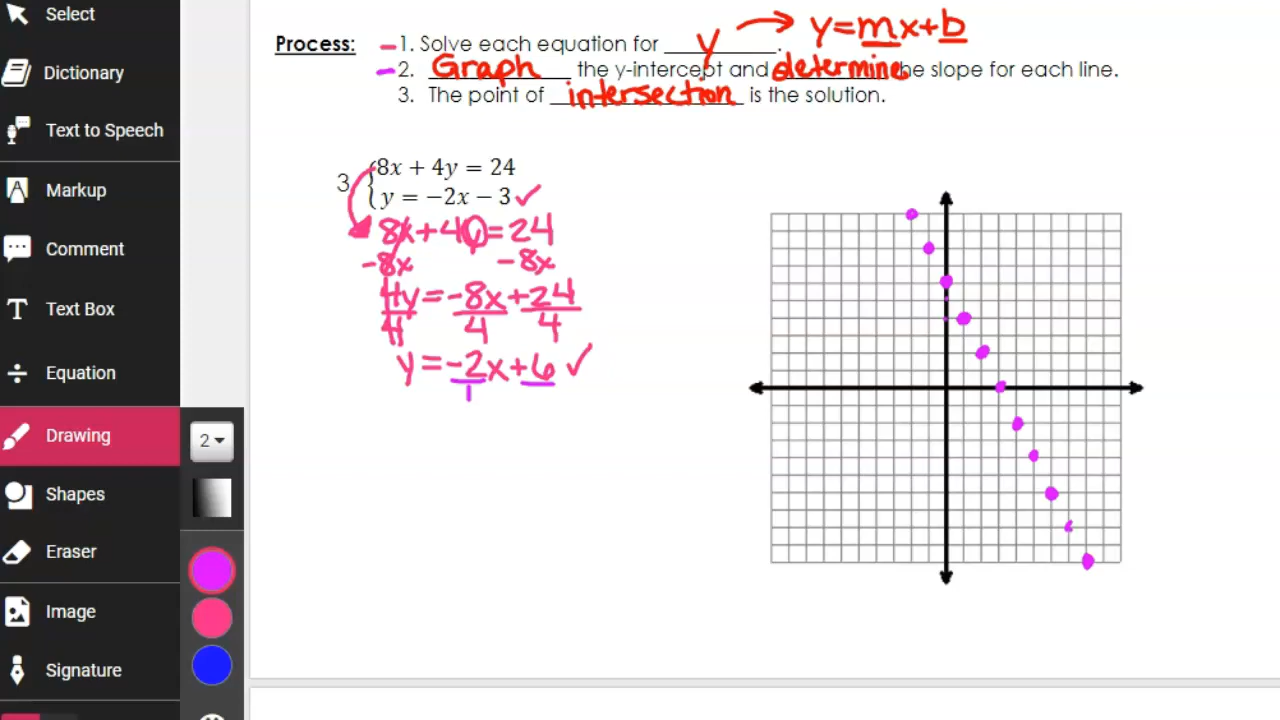 Select
Dictionary
Text to Speech
Markup
Comment
Text Box
Equation
Drawing
Shapes
Eraser
Image
Signature
2
y → y=mx+b
Process: 1. Solve each equation for y.
2. Graph the y-intercept and determine the slope for each line.
3. The point of intersection is the solution.
3 8x + 4y = 24
y = −2x − 3 ✓
8x+4y=24
-8x -8x
4y=-8x+24
4 4 4
y=-2x+6 ✓
1